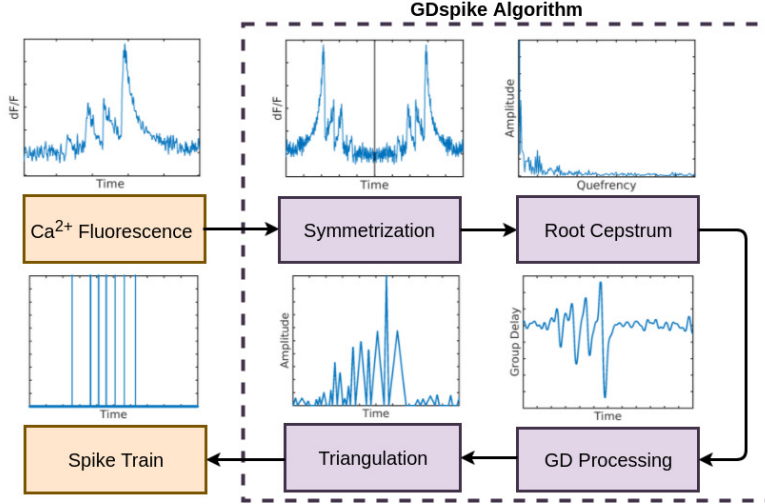 GDspike Algorithm
dF/F
Time
dF/F
Time
Amplitude
Quefrency
Ca²⁺ Fluorescence
Symmetrization
Root Cepstrum
Time
Amplitude
Time
Group Delay
Time
Spike Train
Triangulation
GD Processing